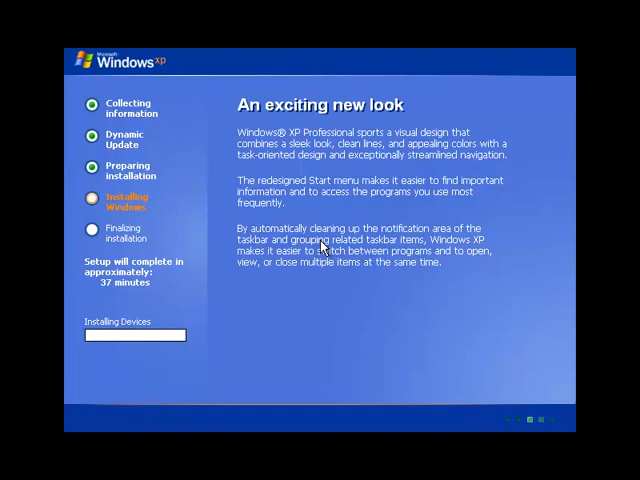 Microsoft
Windows xp
Collecting
information
Dynamic
Update
Preparing
installation
Installing
Windows
Finalizing
installation
Setup will complete in
approximately:
37 minutes
Installing Devices
An exciting new look
Windows® XP Professional sports a visual design that
combines a sleek look, clean lines, and appealing colors with a
task-oriented design and exceptionally streamlined navigation.
The redesigned Start menu makes it easier to find important
information and to access the programs you use most
frequently.
By automatically cleaning up the notification area of the
taskbar and grouping related taskbar items, Windows XP
makes it easier to switch between programs and to open,
view, or close multiple items at the same time.